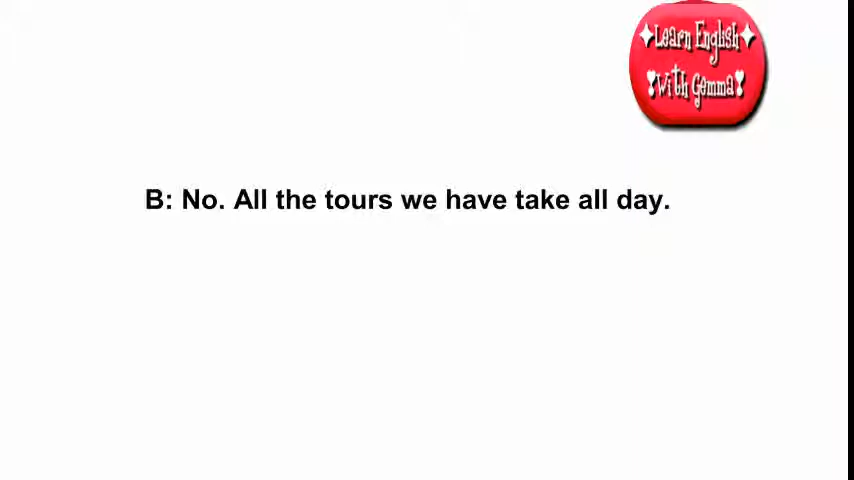 ✦Learn English✦
❣With Gemma❣
B: No. All the tours we have take all day.